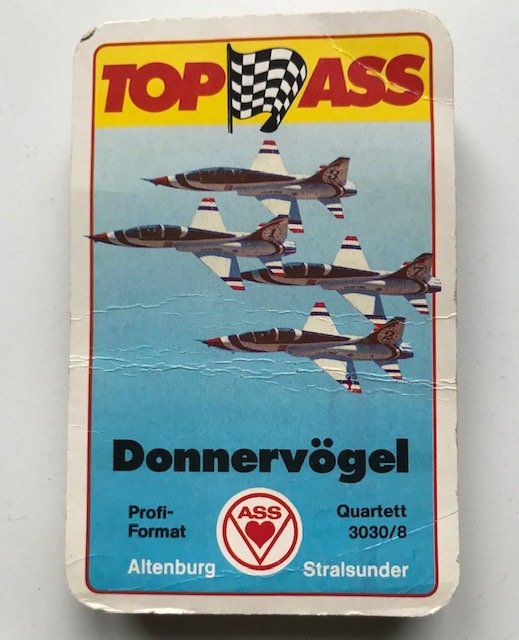 TOP ASS
Donnervögel
Profi-
Format
Quartett
3030/8
ASS
Altenburg
Stralsunder